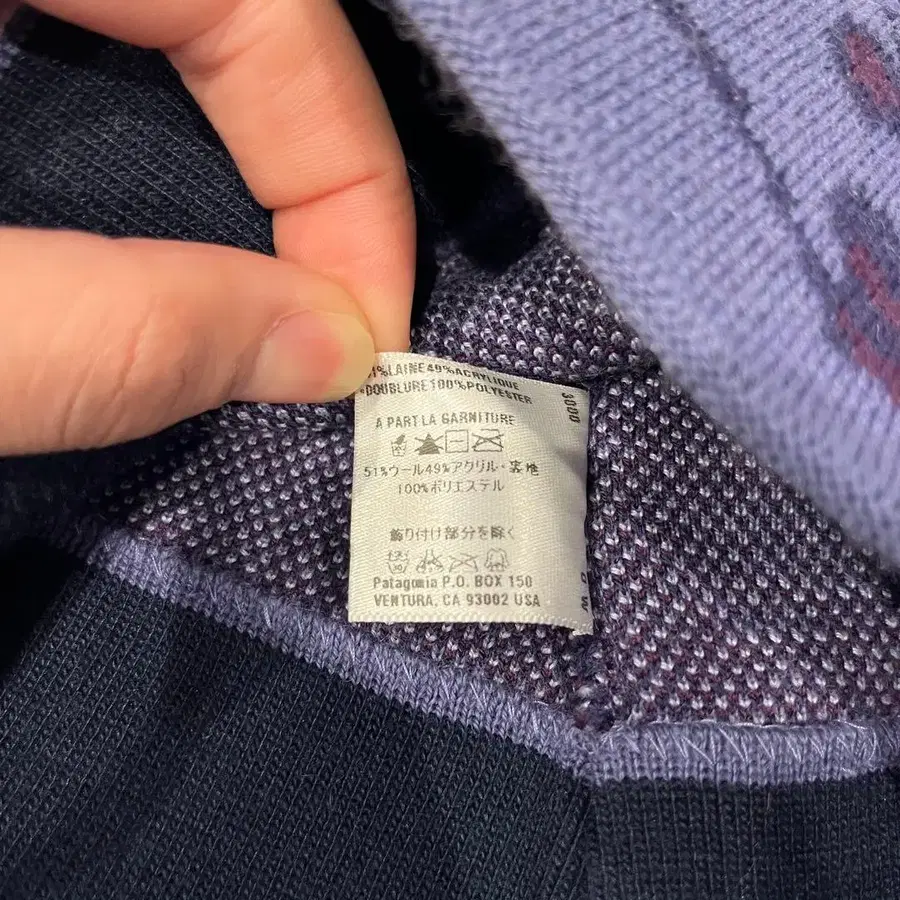 1%LAINE49%ACRYLIQUE
*DOUBLURE100%POLYESTER
3000
A PART LA GARNITURE
51%ウール49%アクリル・裏地
100%ポリエステル
飾り付け部分を除く
Patagonia P.O. BOX 150
VENTURA, CA 93002 USA